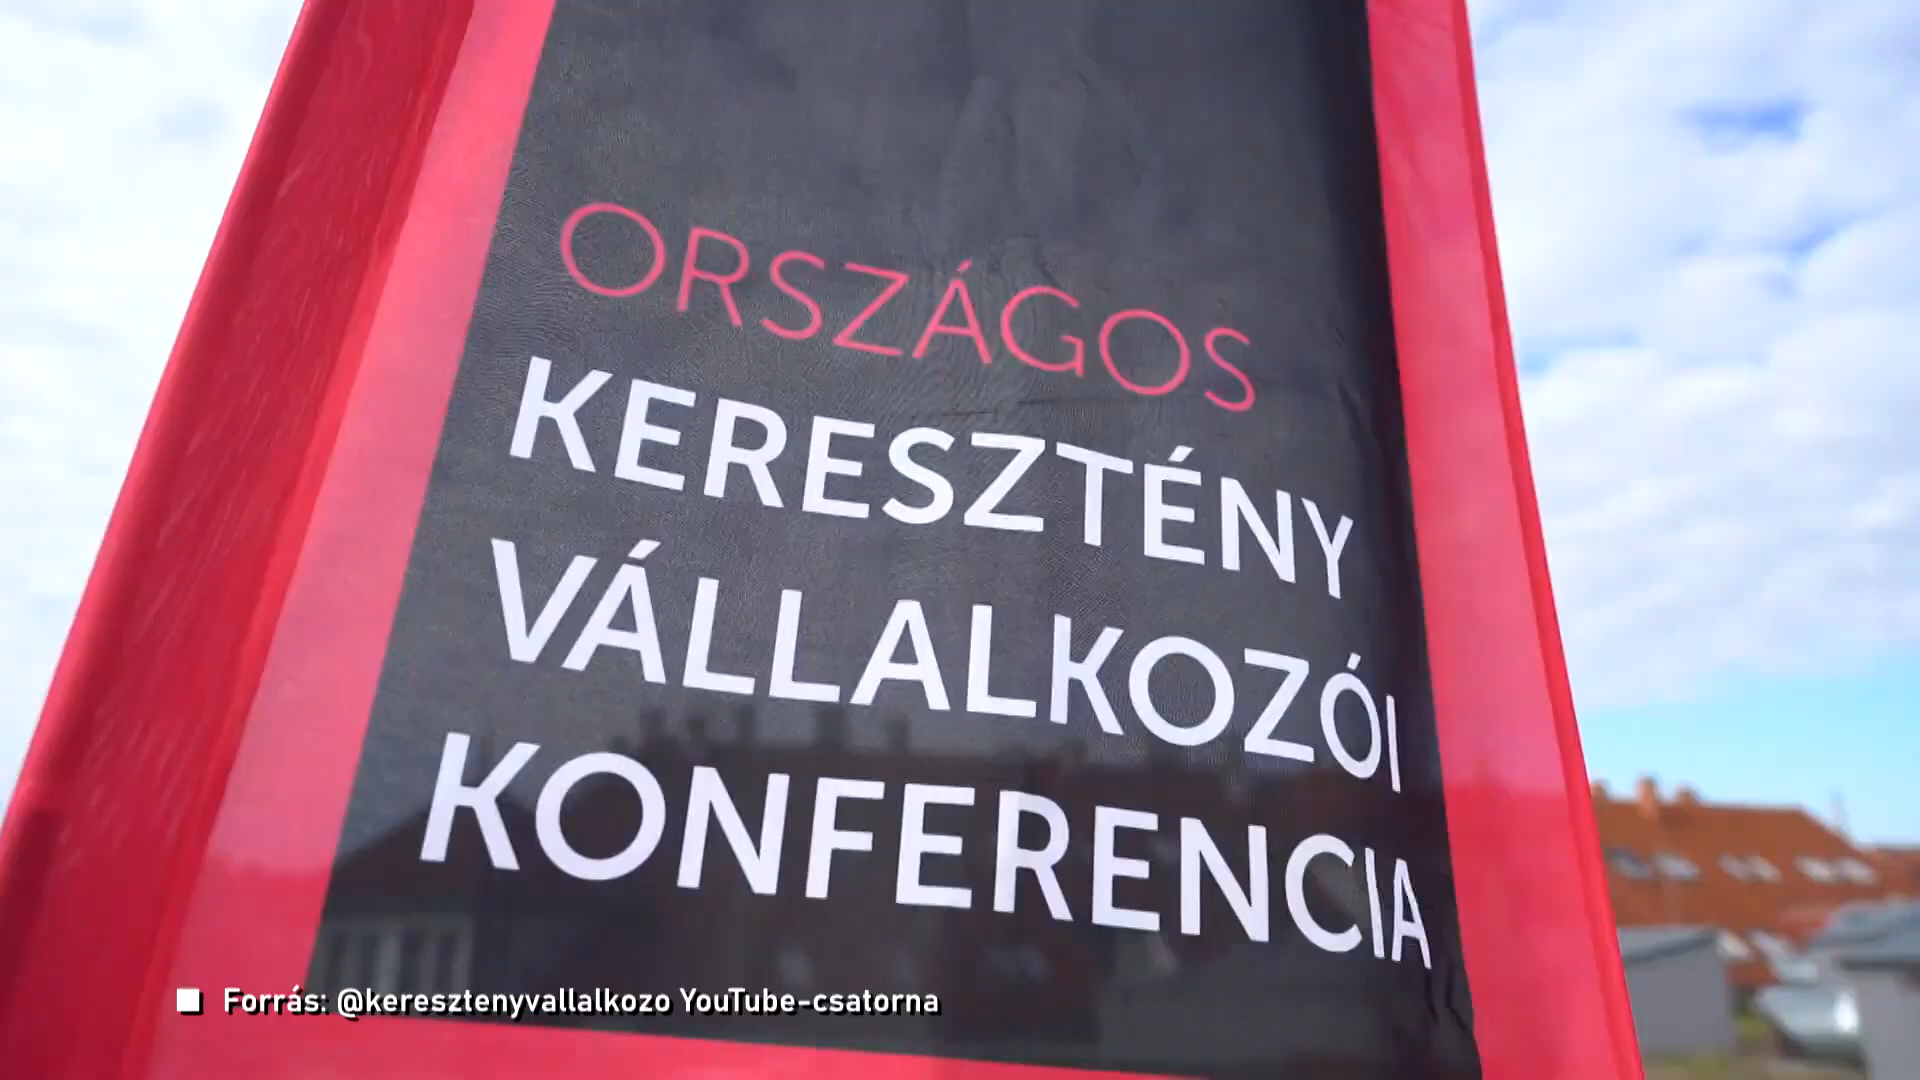 ORSZÁGOS
KERESZTÉNY
VÁLLALKOZÓI
KONFERENCIA
Forrás: @keresztenyvallalkozo YouTube-csatorna